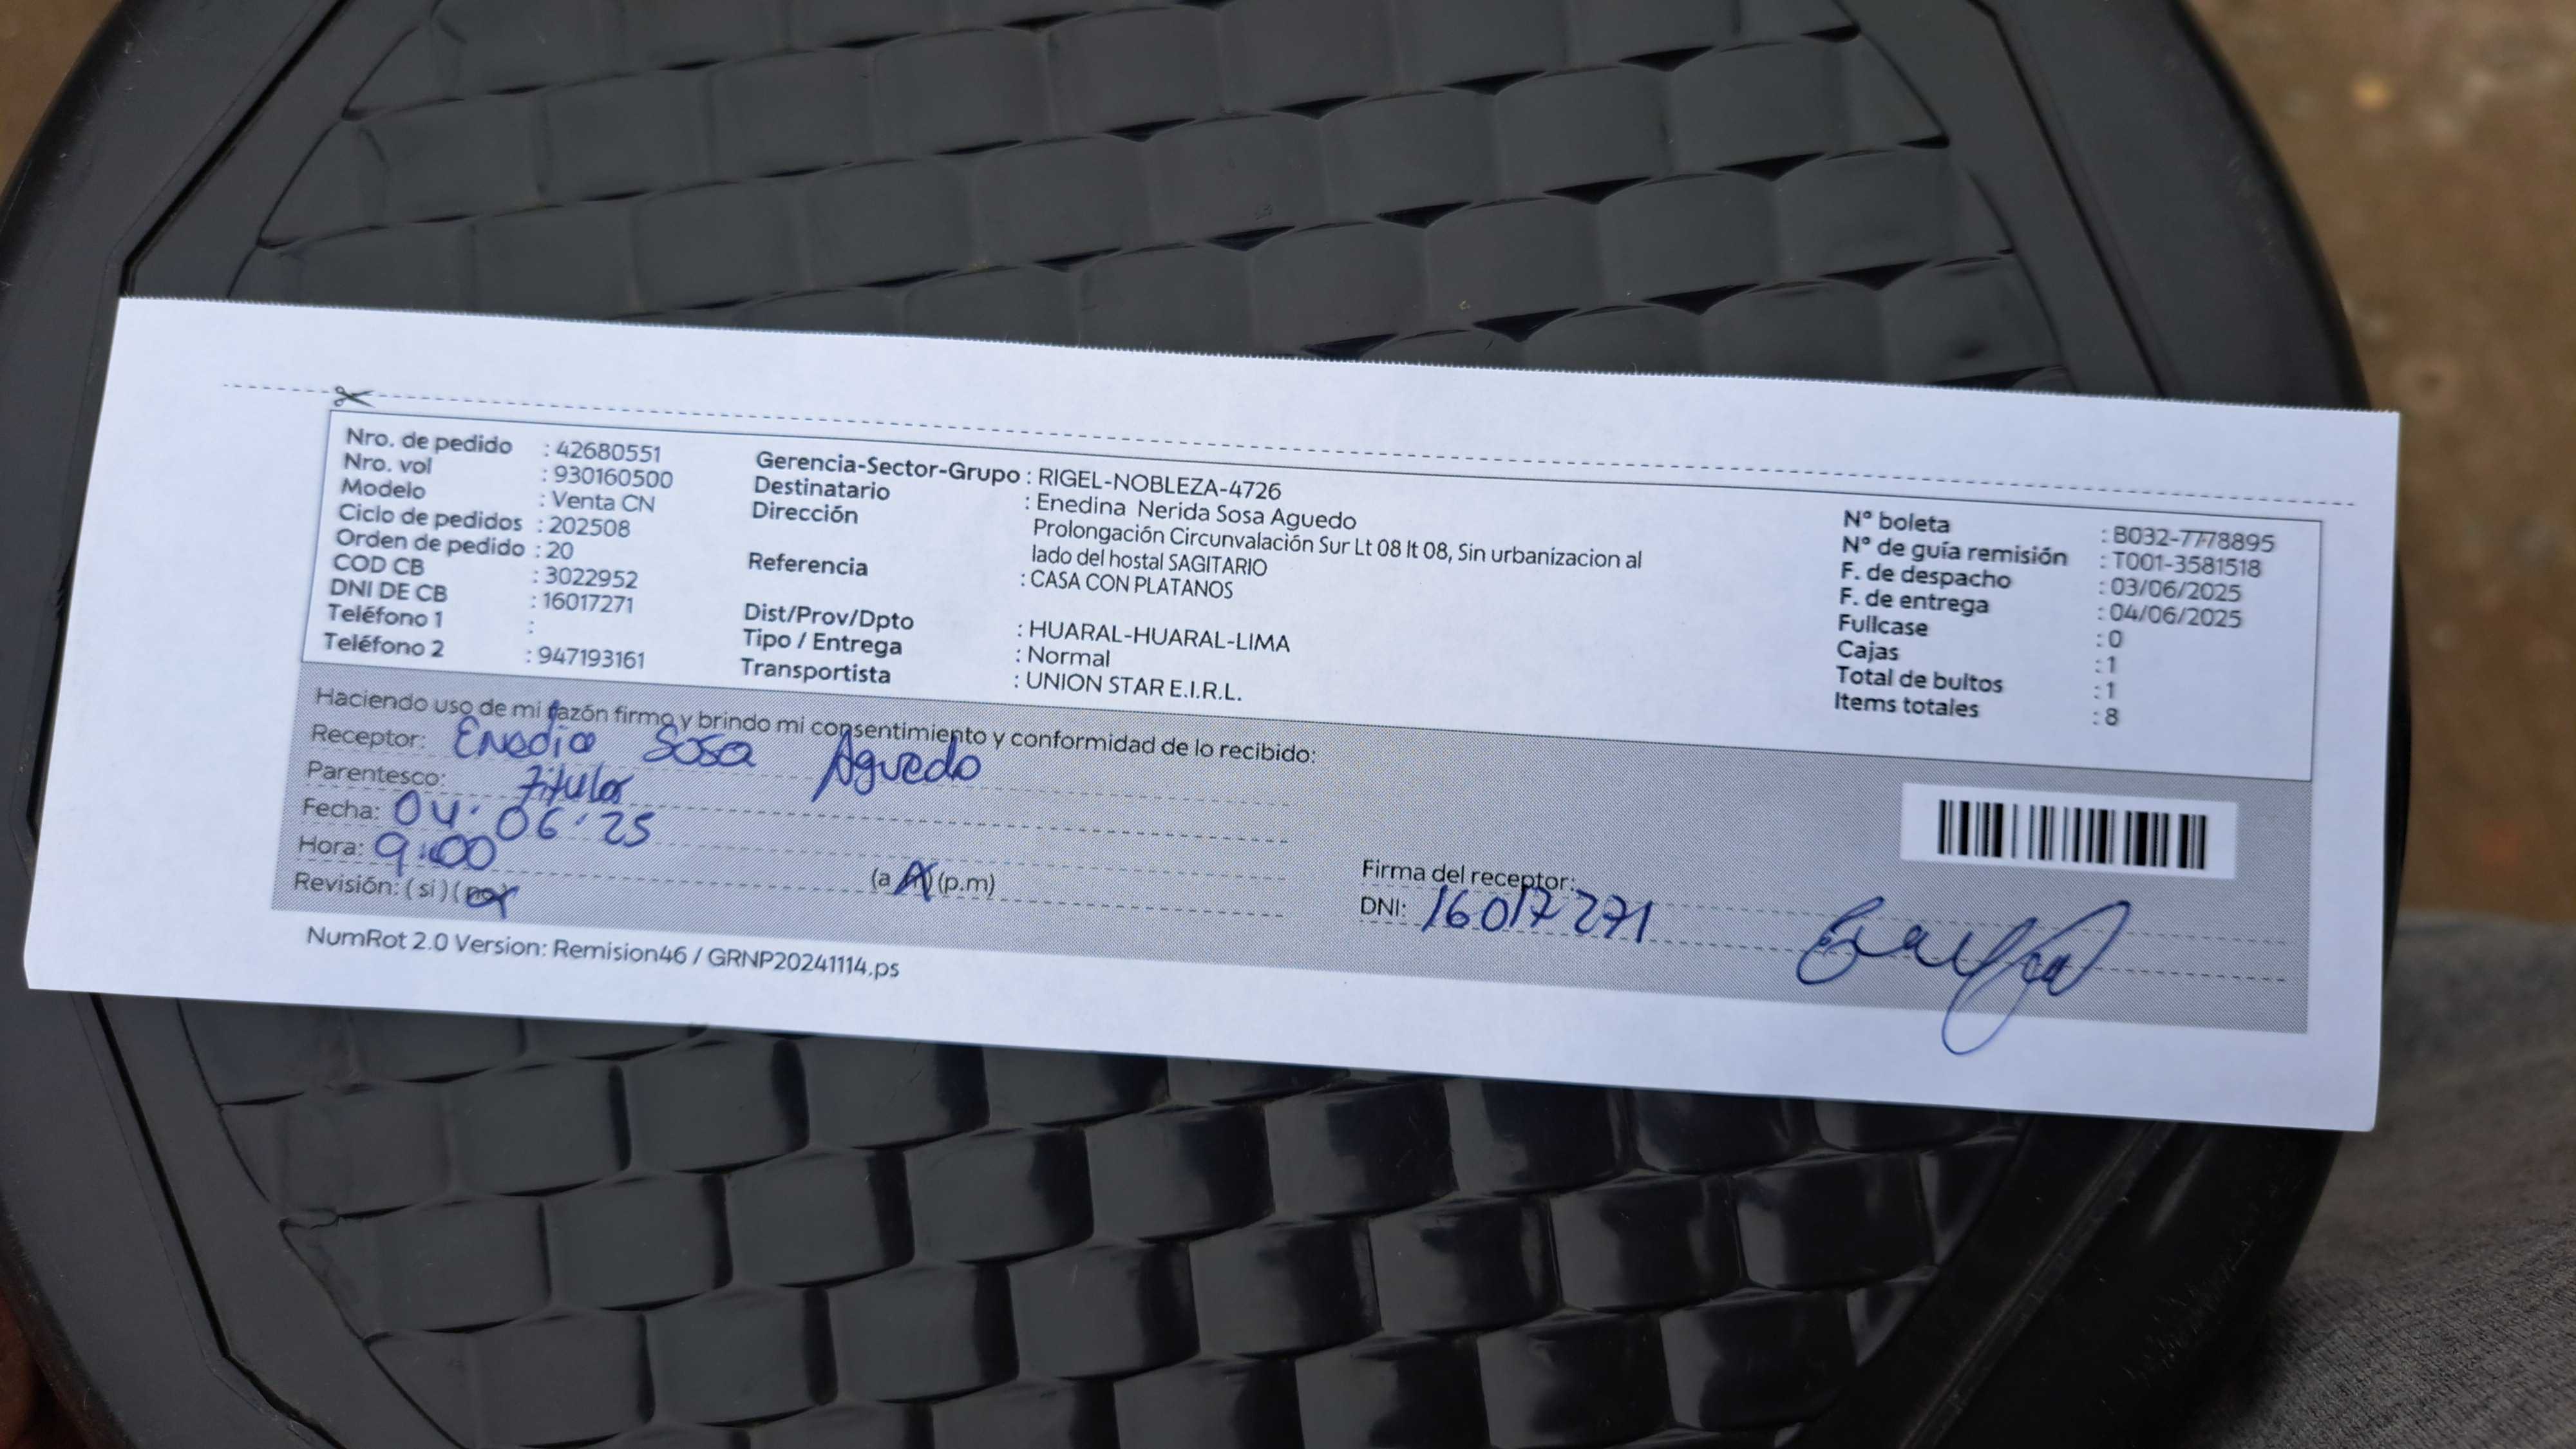 Nro. de pedido : 42680551
Nro. vol : 930160500
Modelo : Venta CN
Ciclo de pedidos : 202508
Orden de pedido : 20
COD CB : 3022952
DNI DE CB : 16017271
Teléfono 1 :
Teléfono 2 : 947193161
Gerencia-Sector-Grupo : RIGEL-NOBLEZA-4726
Destinatario : Enedina Nerida Sosa Aguedo
Dirección Prolongación Circunvalación Sur Lt 08 lt 08, Sin urbanizacion al
lado del hostal SAGITARIO
Referencia : CASA CON PLATANOS
Dist/Prov/Dpto : HUARAL-HUARAL-LIMA
Tipo / Entrega : Normal
Transportista : UNION STAR E.I.R.L.
N° boleta : B032-7778895
N° de guía remisión : T001-3581518
F. de despacho : 03/06/2025
F. de entrega : 04/06/2025
Fullcase : 0
Cajas : 1
Total de bultos : 1
Items totales : 8
Haciendo uso de mi razón firmo y brindo mi consentimiento y conformidad de lo recibido:
Receptor: Enedia Sosa Aguedo
Parentesco: Titular
Fecha: 04.06.25
Hora: 9:00 (a.m) (p.m)
Revisión: (si) (no)
Firma del receptor:
DNI: 16017271
NumRot 2.0 Version: Remision46 / GRNP20241114.ps